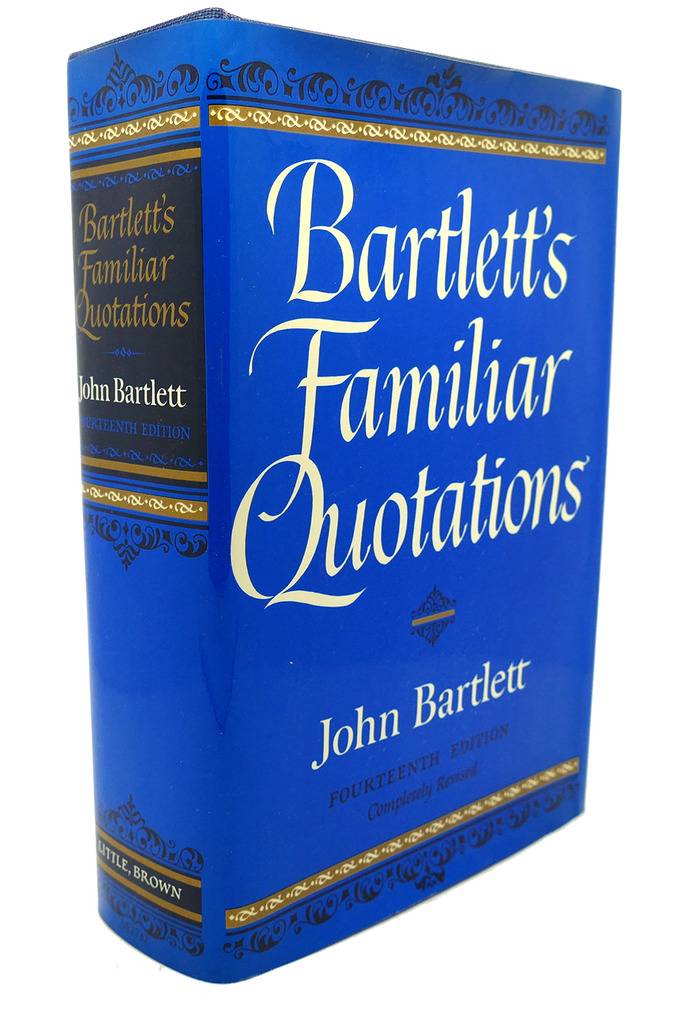 Bartlett's
Familiar
Quotations
John Bartlett
FOURTEENTH EDITION
LITTLE, BROWN
Bartlett's
Familiar
Quotations
John Bartlett
FOURTEENTH EDITION
Completely Revised